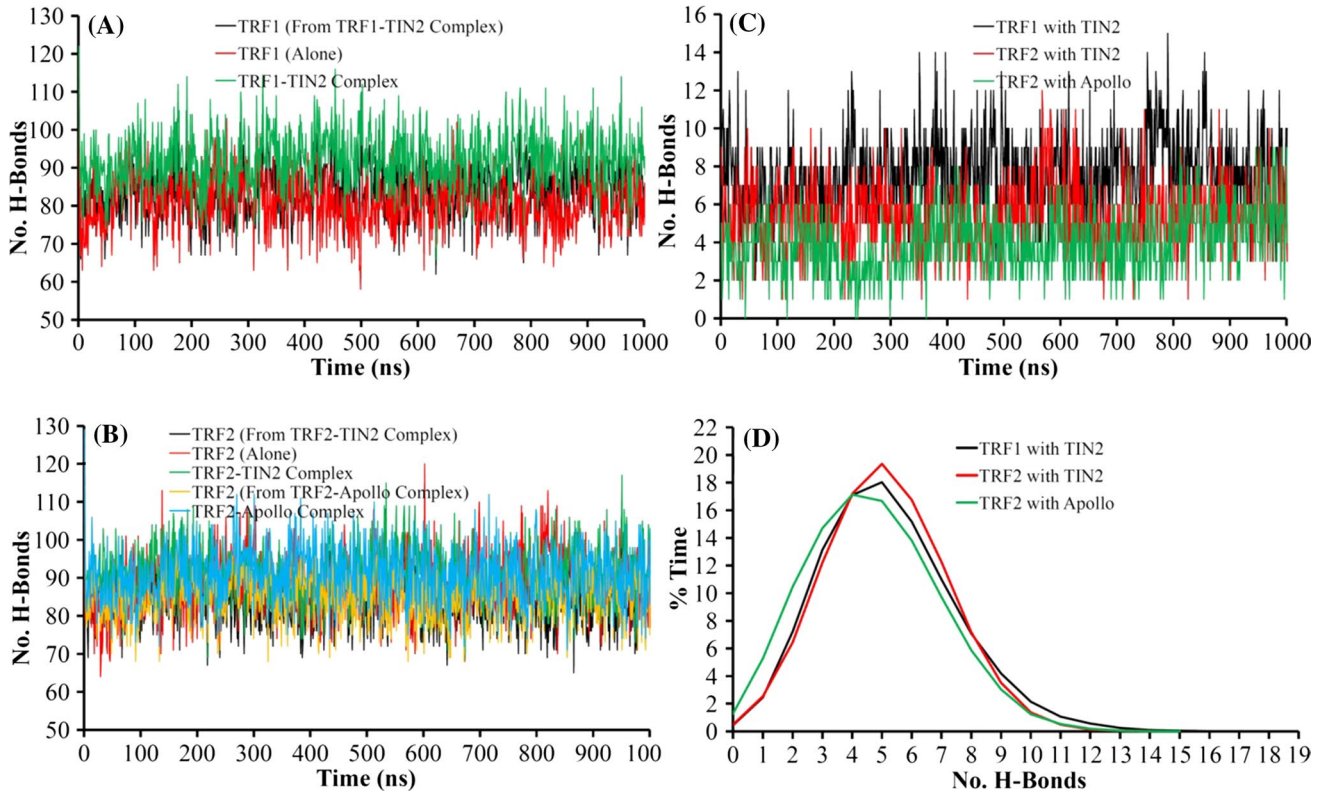 (A)
TRF1 (From TRF1-TIN2 Complex)
TRF1 (Alone)
TRF1-TIN2 Complex
No. H-Bonds
130
120
110
100
90
80
70
60
50
0 100 200 300 400 500 600 700 800 900 1000
Time (ns)
(C)
TRF1 with TIN2
TRF2 with TIN2
TRF2 with Apollo
No. H-Bonds
16
14
12
10
8
6
4
2
0
0 100 200 300 400 500 600 700 800 900 1000
Time (ns)
(B)
TRF2 (From TRF2-TIN2 Complex)
TRF2 (Alone)
TRF2-TIN2 Complex
TRF2 (From TRF2-Apollo Complex)
TRF2-Apollo Complex
No. H-Bonds
130
120
110
100
90
80
70
60
50
0 100 200 300 400 500 600 700 800 900 100
Time (ns)
(D)
TRF1 with TIN2
TRF2 with TIN2
TRF2 with Apollo
% Time
22
20
18
16
14
12
10
8
6
4
2
0
0 1 2 3 4 5 6 7 8 9 10 11 12 13 14 15 16 17 18 19
No. H-Bonds